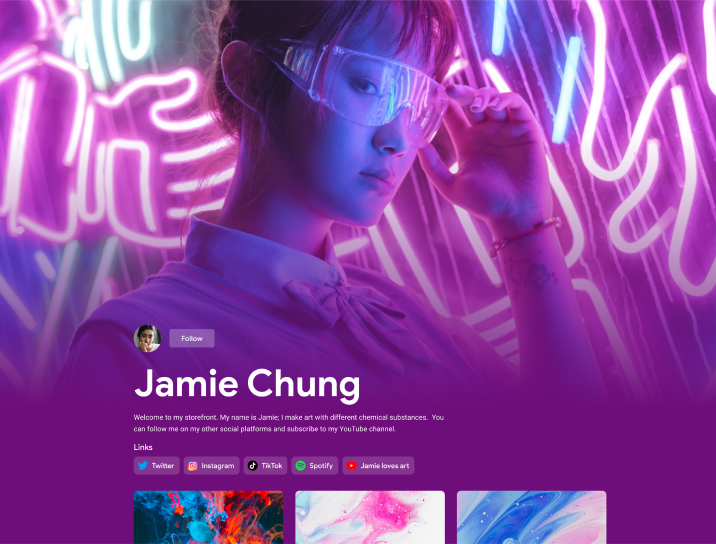 Follow
Jamie Chung
Welcome to my storefront. My name is Jamie; I make art with different chemical substances.  You
can follow me on my other social platforms and subscribe to my YouTube channel.
Links
Twitter Instagram TikTok Spotify Jamie loves art